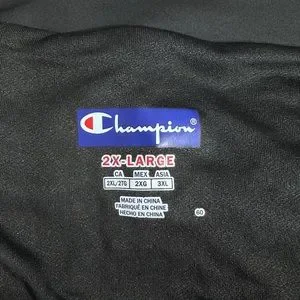 Champion
2X-LARGE
CA MEX ASIA
2XL/2TG 2XG 3XL
MADE IN CHINA
FABRIQUÉ EN CHINE
HECHO EN CHINA
60